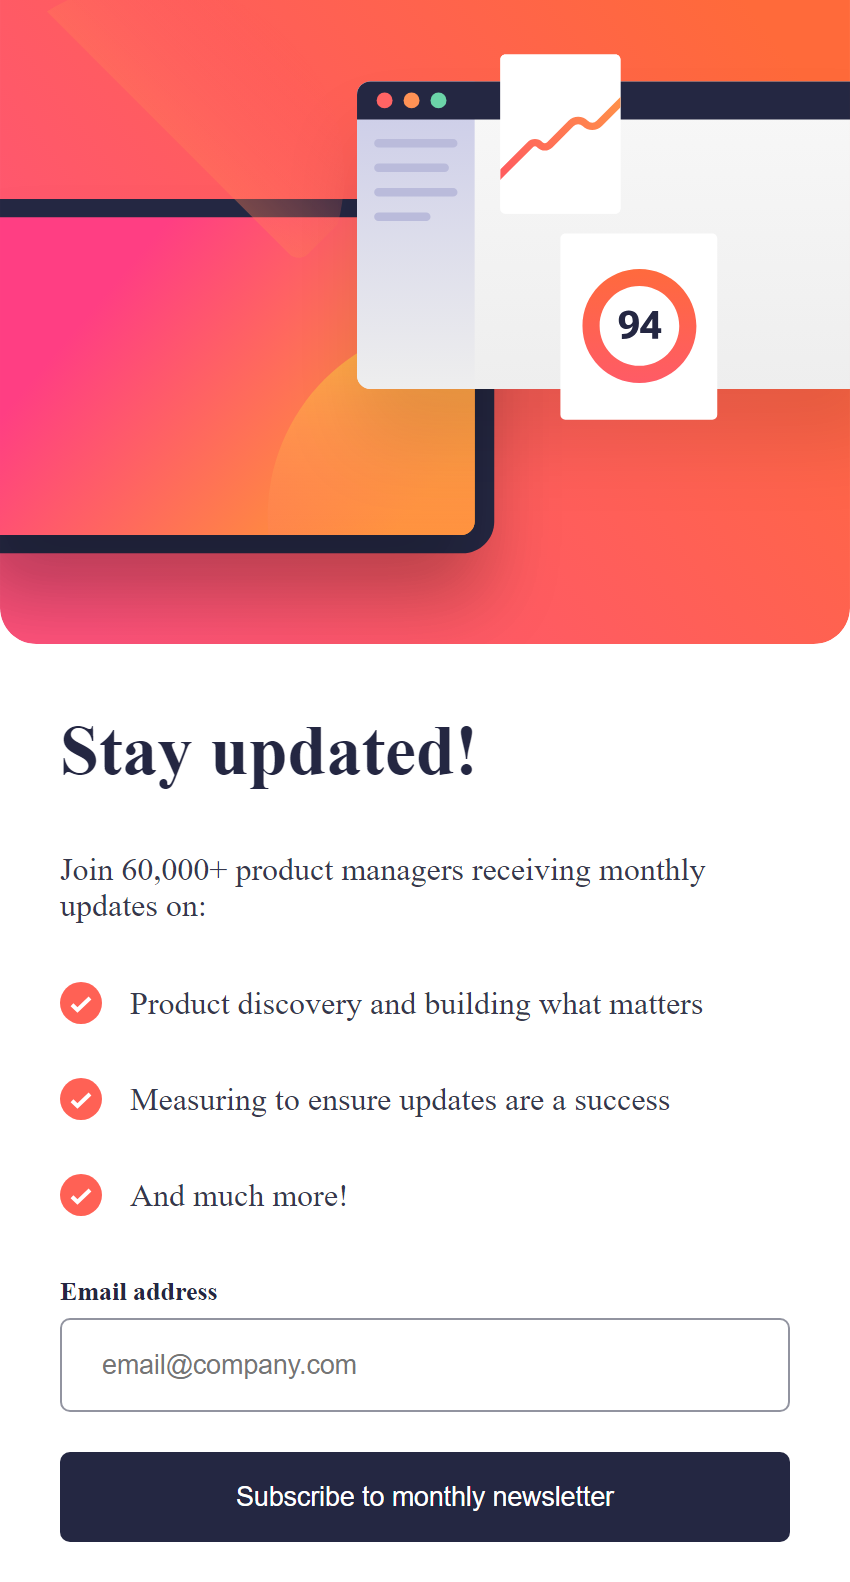 94
Stay updated!
Join 60,000+ product managers receiving monthly
updates on:
Product discovery and building what matters
Measuring to ensure updates are a success
And much more!
Email address
email@company.com
Subscribe to monthly newsletter